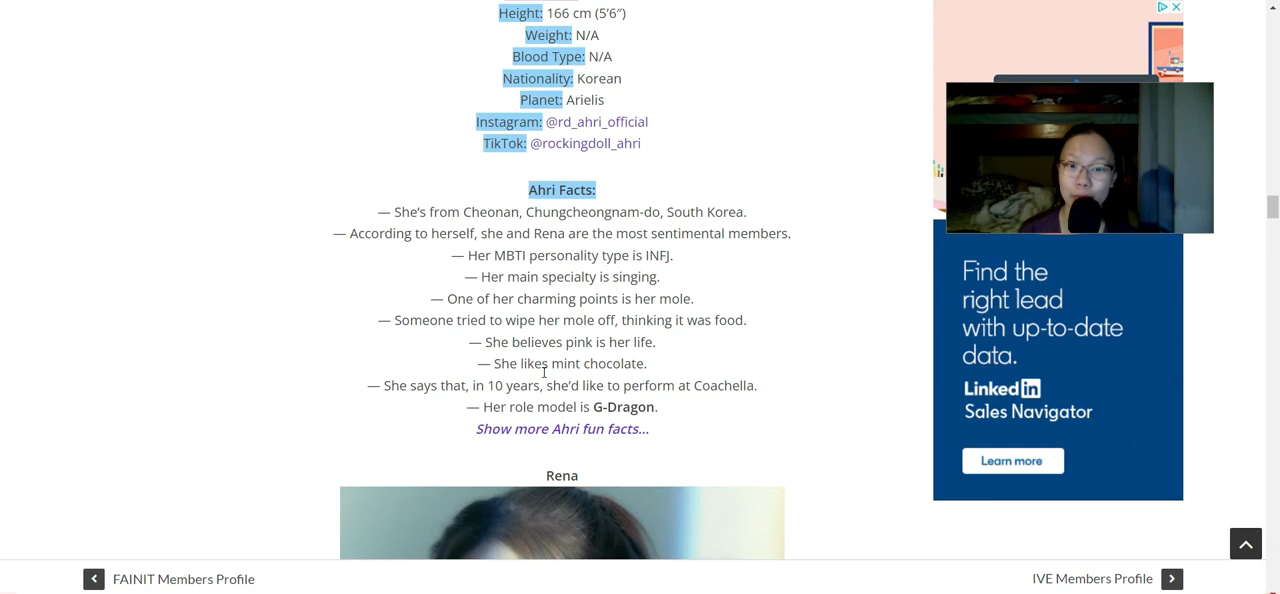 Height: 166 cm (5′6″)
Weight: N/A
Blood Type: N/A
Nationality: Korean
Planet: Arielis
Instagram: @rd_ahri_official
TikTok: @rockingdoll_ahri
Ahri Facts:
— She’s from Cheonan, Chungcheongnam-do, South Korea.
— According to herself, she and Rena are the most sentimental members.
— Her MBTI personality type is INFJ.
— Her main specialty is singing.
— One of her charming points is her mole.
— Someone tried to wipe her mole off, thinking it was food.
— She believes pink is her life.
— She likes mint chocolate.
— She says that, in 10 years, she’d like to perform at Coachella.
— Her role model is G-Dragon.
Show more Ahri fun facts...
Rena
Find the
right lead
with up-to-date
data.
LinkedIn
Sales Navigator
Learn more
FAINIT Members Profile
IVE Members Profile